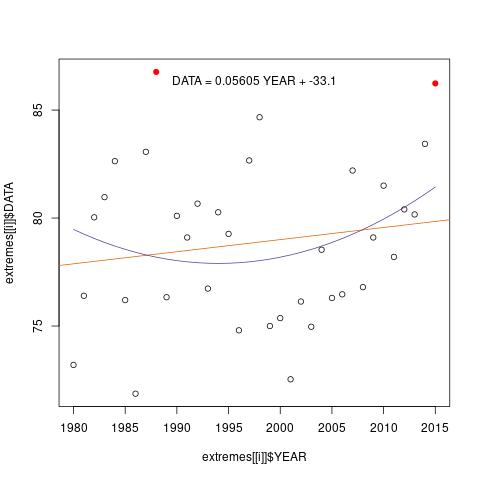 DATA = 0.05605 YEAR + -33.1
85
80
75
extremes[[i]]$DATA
1980 1985 1990 1995 2000 2005 2010 2015
extremes[[i]]$YEAR